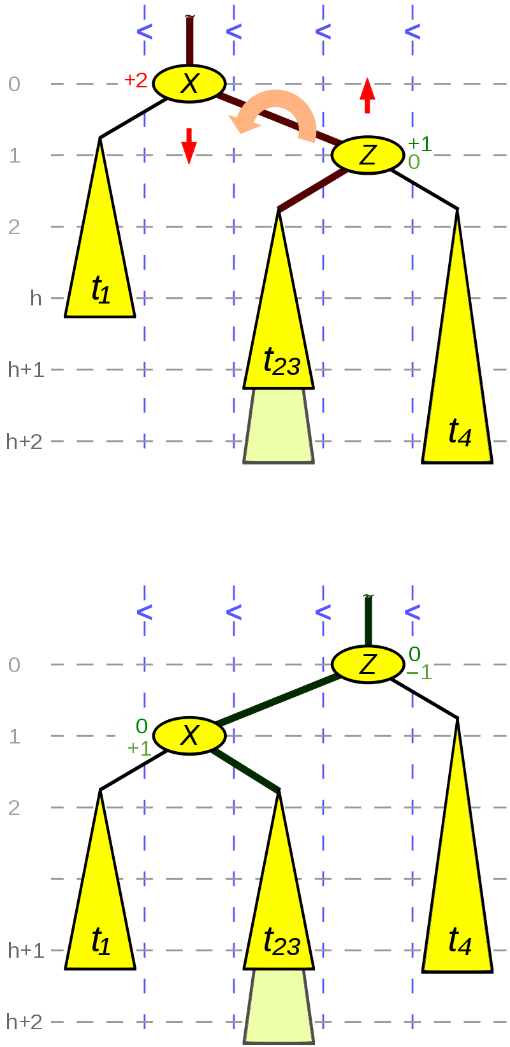 ~
< < < <
0
+2 X
+1
1 Z 0
2
h t1
h+1 t23
h+2 t4
~
< < < <
0 Z 0
−1
0
1 X
+1
2
h+1 t1 t23 t4
h+2